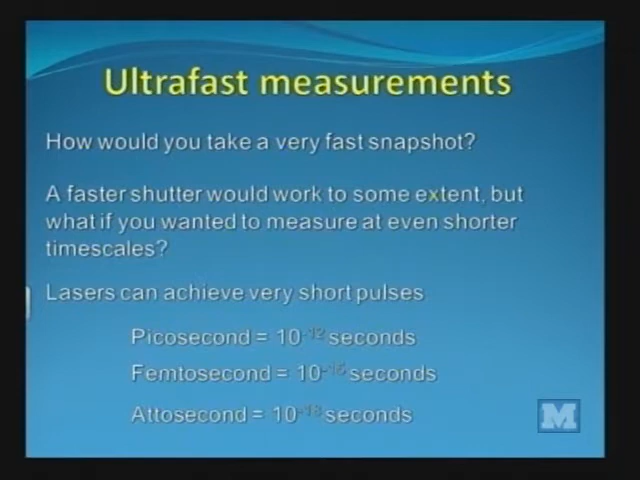 Ultrafast measurements
How would you take a very fast snapshot?
A faster shutter would work to some extent, but
what if you wanted to measure at even shorter
timescales?
Lasers can achieve very short pulses
Picosecond = 10⁻¹² seconds
Femtosecond = 10⁻¹⁵ seconds
Attosecond = 10⁻¹⁸ seconds
M